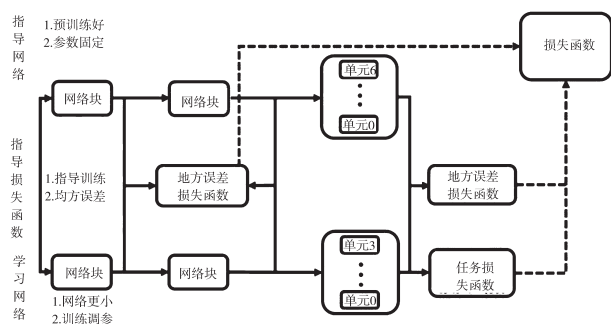 指导网络
1.预训练好
2.参数固定
损失函数
网络块
网络块
单元6
单元0
指导损失函数
1.指导训练
2.均方误差
地方误差
损失函数
地方误差
损失函数
学习网络
网络块
网络块
单元3
单元0
任务损
失函数
1.网络更小
2.训练调参